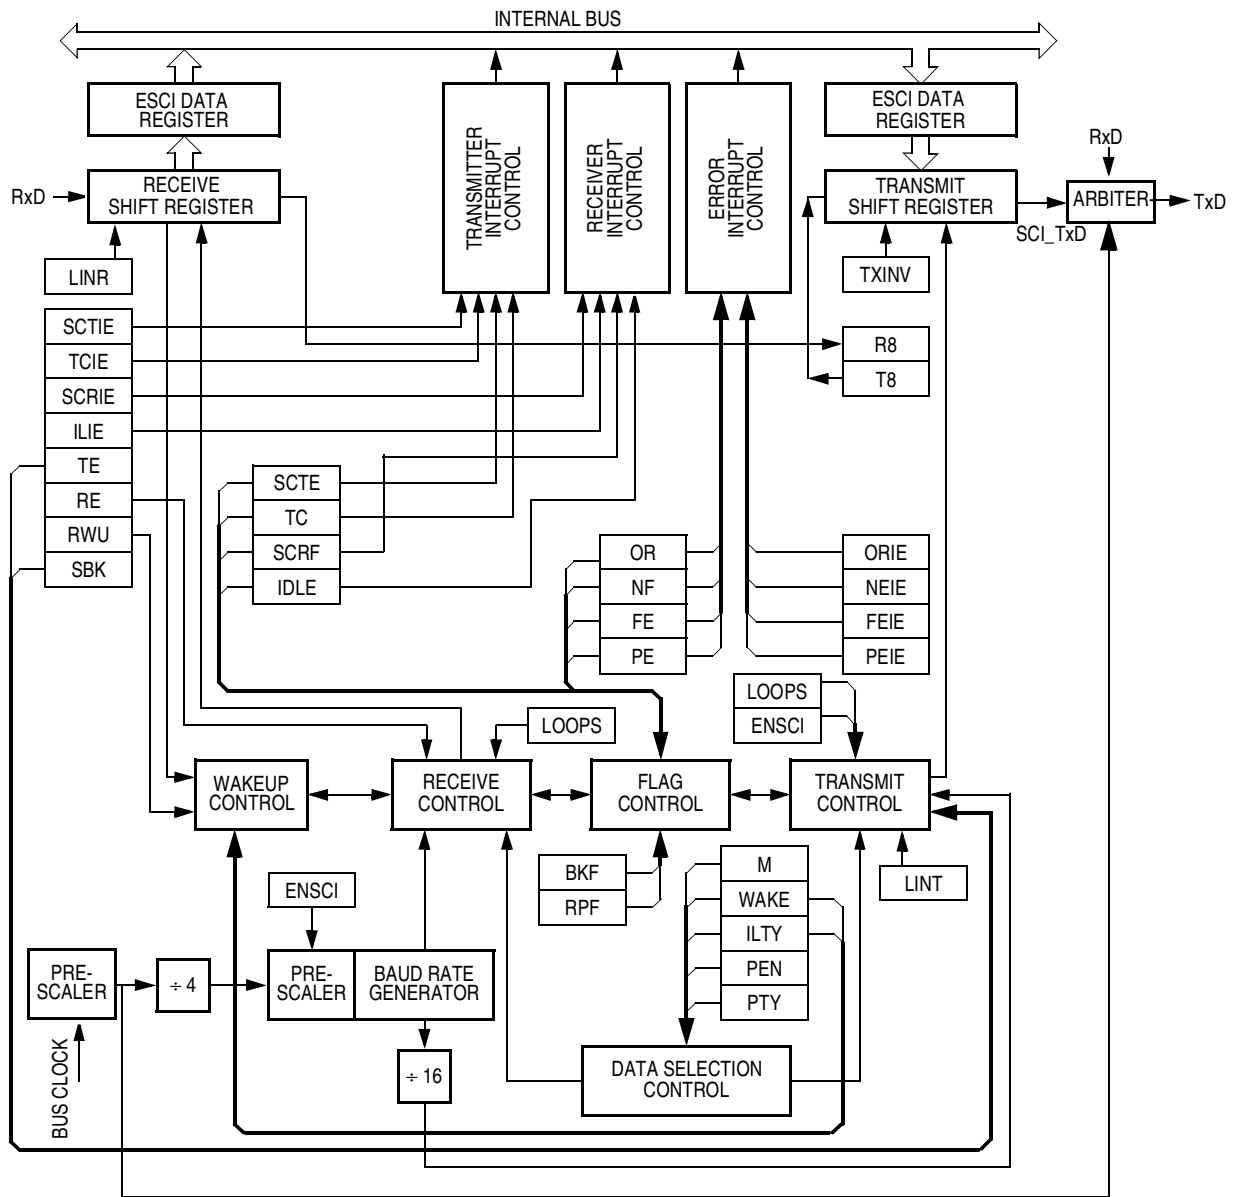 INTERNAL BUS
ESCI DATA
REGISTER
RECEIVE
SHIFT REGISTER
RxD
LINR
TRANSMITTER
INTERRUPT
CONTROL
RECEIVER
INTERRUPT
CONTROL
ERROR
INTERRUPT
CONTROL
ESCI DATA
REGISTER
TRANSMIT
SHIFT REGISTER
RxD
ARBITER
TxD
SCI_TxD
TXINV
SCTIE
TCIE
SCRIE
ILIE
TE
RE
RWU
SBK
R8
T8
SCTE
TC
SCRF
IDLE
OR
NF
FE
PE
ORIE
NEIE
FEIE
PEIE
LOOPS
ENSCI
LOOPS
WAKEUP
CONTROL
RECEIVE
CONTROL
FLAG
CONTROL
TRANSMIT
CONTROL
BKF
RPF
M
WAKE
ILTY
PEN
PTY
LINT
ENSCI
PRE-
SCALER
÷ 4
PRE-
SCALER
BAUD RATE
GENERATOR
÷ 16
BUS CLOCK
DATA SELECTION
CONTROL